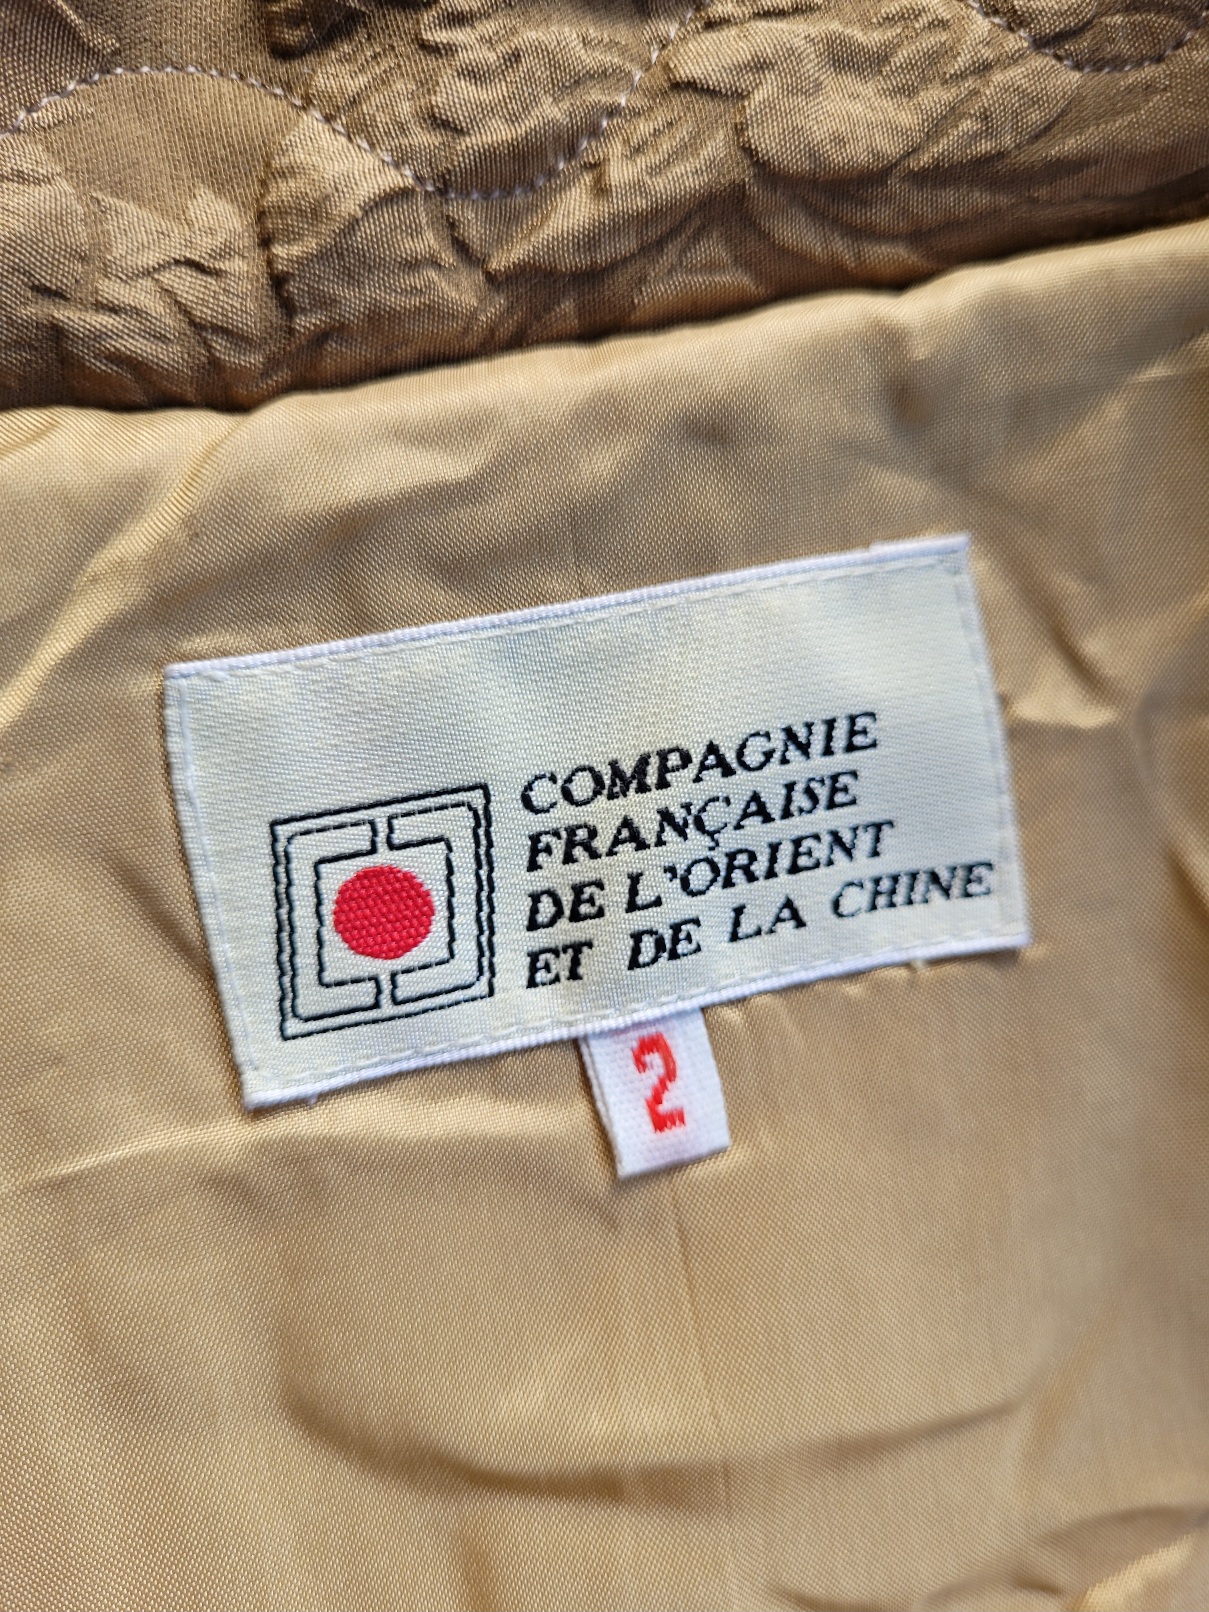 COMPAGNIE
FRANÇAISE
DE L'ORIENT
ET DE LA CHINE
2